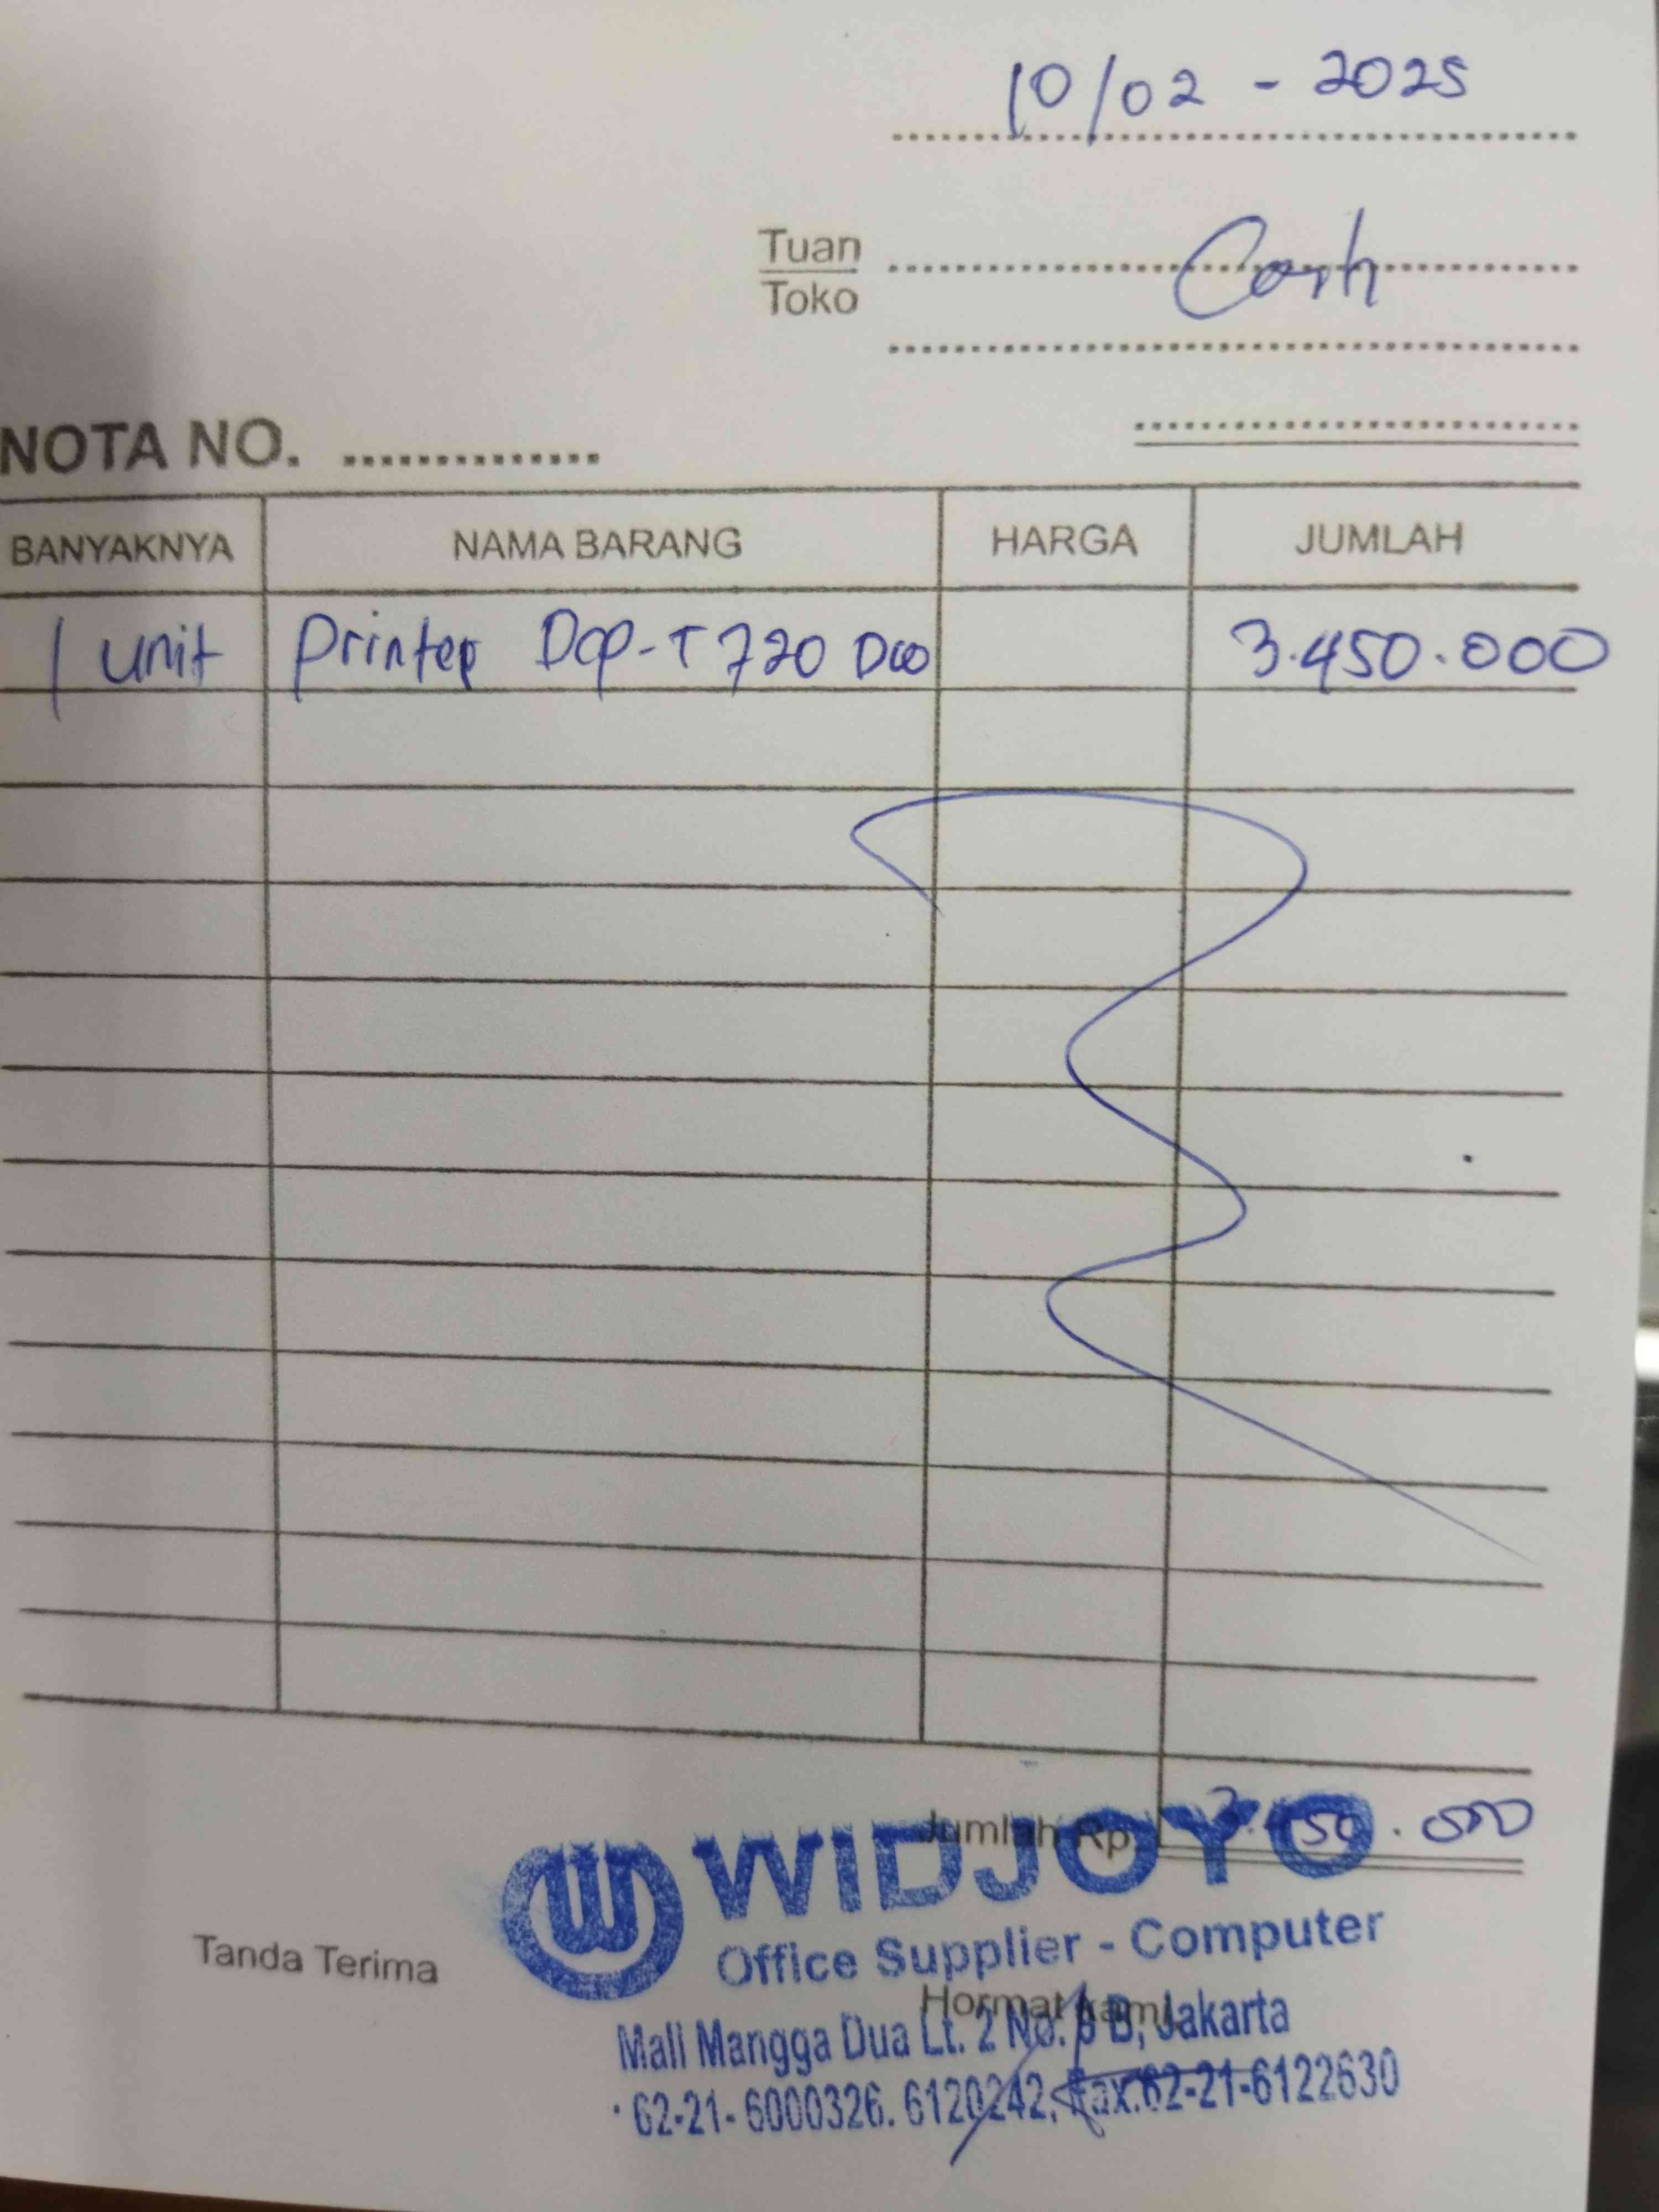 10/02 - 2025
Tuan
Toko
Cash
NOTA NO. ..............
BANYAKNYA NAMA BARANG HARGA JUMLAH
1 unit Printer Dcp-T720 DW 3.450.000
Jumlah Rp. 3.450.000
WIDJOYO
Office Supplier - Computer
Tanda Terima
Hormat kami,
Mall Mangga Dua Lt. 2 No. B, Jakarta
62-21-6000326. 6120242, Fax.62-21-6122630